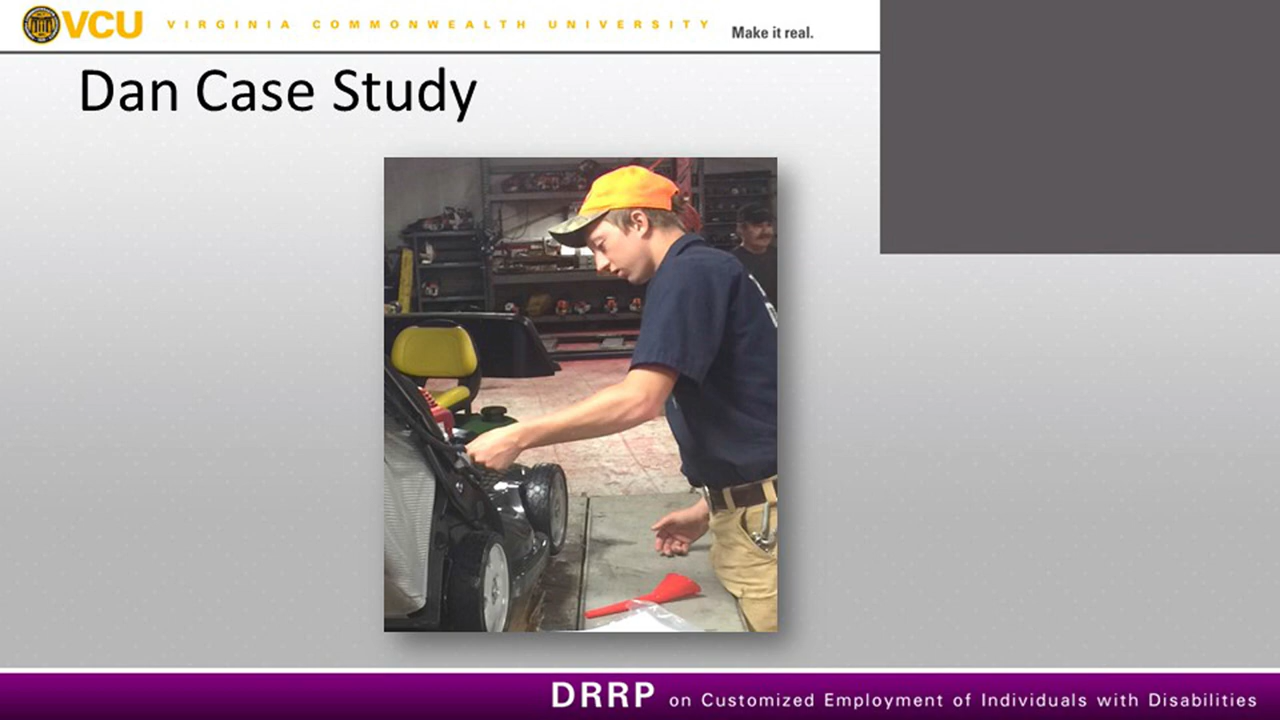 VCU VIRGINIA COMMONWEALTH UNIVERSITY Make it real.
Dan Case Study
DRRP on Customized Employment of Individuals with Disabilities